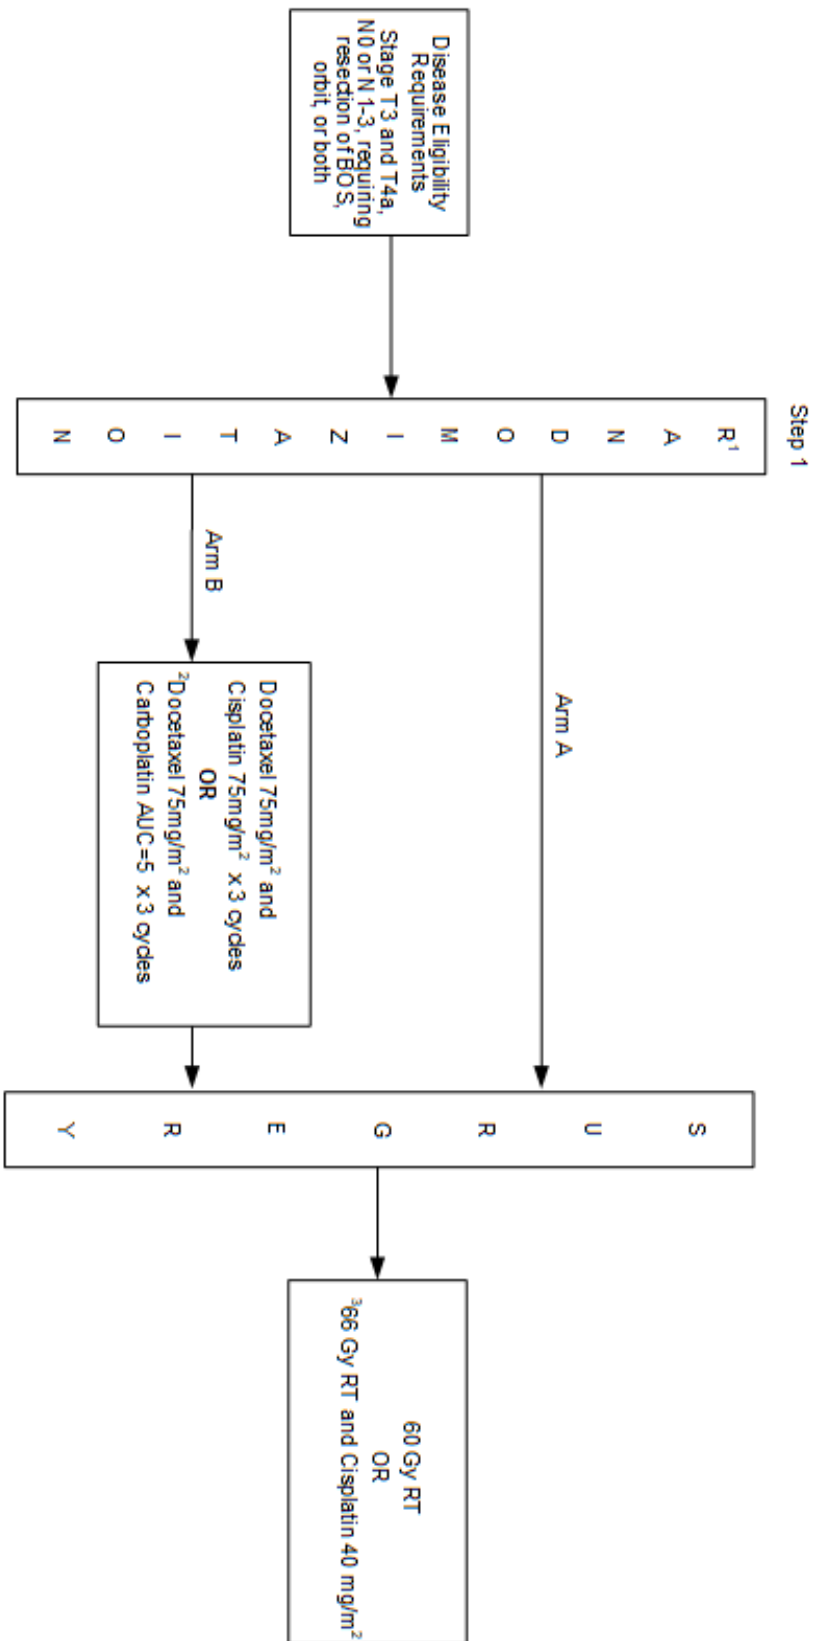 Step 1
Disease Eligibility
Requirements
Stage T3 and T4a,
N0 or N1-3, requiring
resection of BOS,
orbit, or both
R¹
A
N
D
O
M
I
Z
A
T
I
O
N
Arm A
Arm B
Docetaxel 75mg/m² and
Cisplatin 75mg/m² x 3 cycles
OR
²Docetaxel 75mg/m² and
Carboplatin AUC=5 x 3 cycles
S
U
R
G
E
R
Y
60 Gy RT
OR
³66 Gy RT and Cisplatin 40 mg/m²